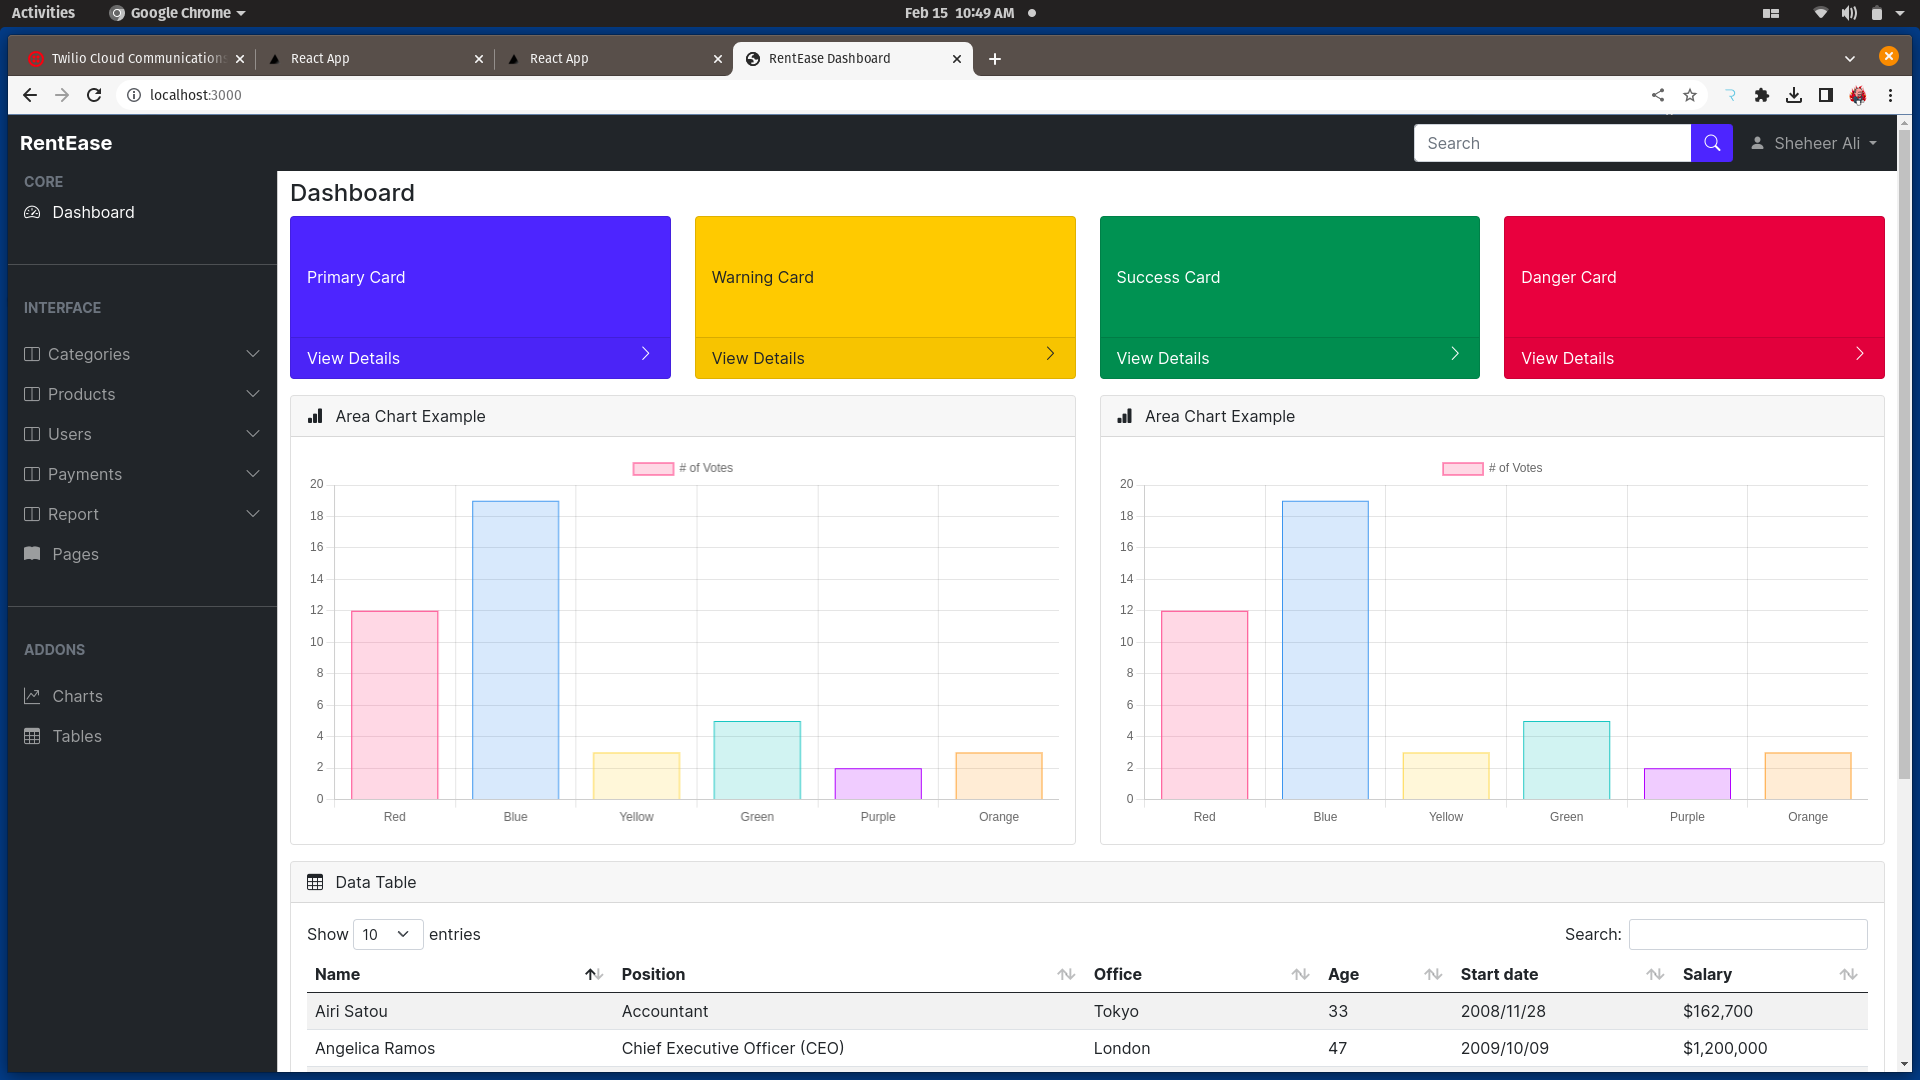 Activities Google Chrome Feb 15 10:49 AM
Twilio Cloud Communications React App React App RentEase Dashboard
localhost:3000
RentEase Search Sheheer Ali
CORE
Dashboard
INTERFACE
Categories
Products
Users
Payments
Report
Pages
ADDONS
Charts
Tables
Dashboard
Primary Card
View Details
Warning Card
View Details
Success Card
View Details
Danger Card
View Details
Area Chart Example
# of Votes
20
18
16
14
12
10
8
6
4
2
0
Red Blue Yellow Green Purple Orange
Area Chart Example
# of Votes
20
18
16
14
12
10
8
6
4
2
0
Red Blue Yellow Green Purple Orange
Data Table
Show 10 entries Search:
Name Position Office Age Start date Salary
Airi Satou Accountant Tokyo 33 2008/11/28 $162,700
Angelica Ramos Chief Executive Officer (CEO) London 47 2009/10/09 $1,200,000